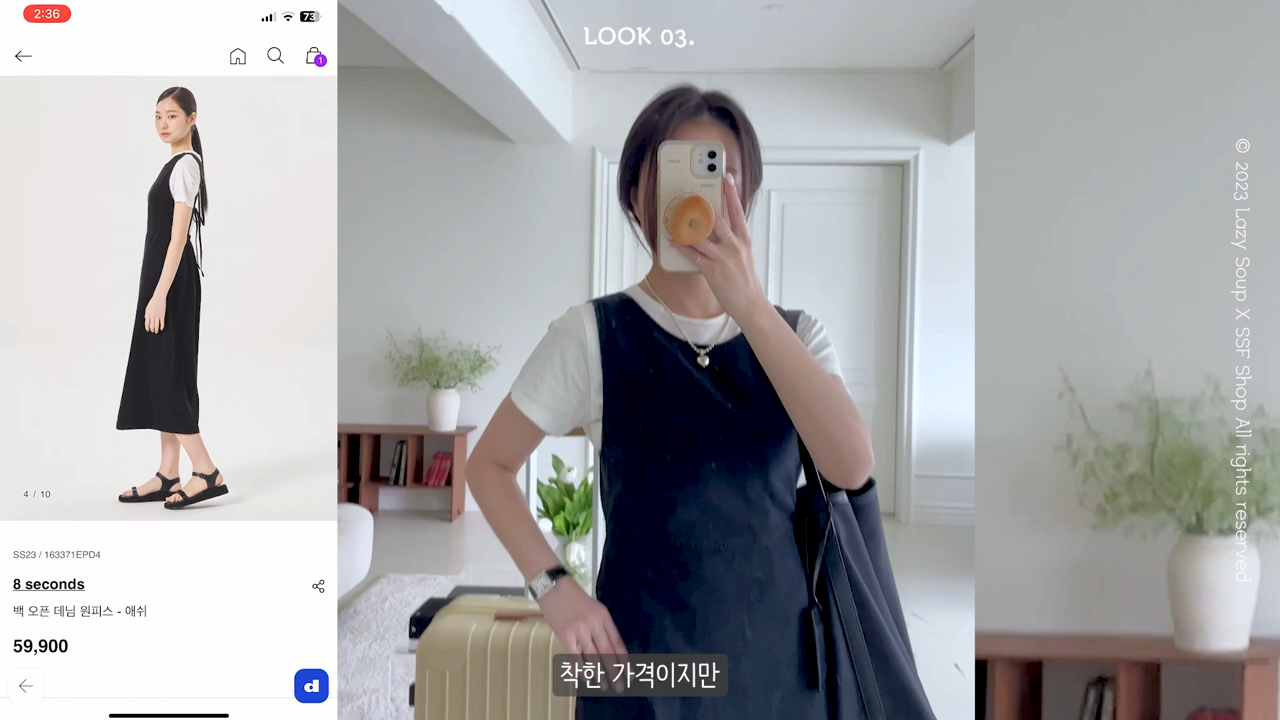 2:36
73
1
4 / 10
SS23 / 163371EPD4
8 seconds
백 오픈 데님 원피스 - 애쉬
59,900
d
LOOK 03.
착한 가격이지만
© 2023 Lazy Soup X SSF Shop All rights reserved